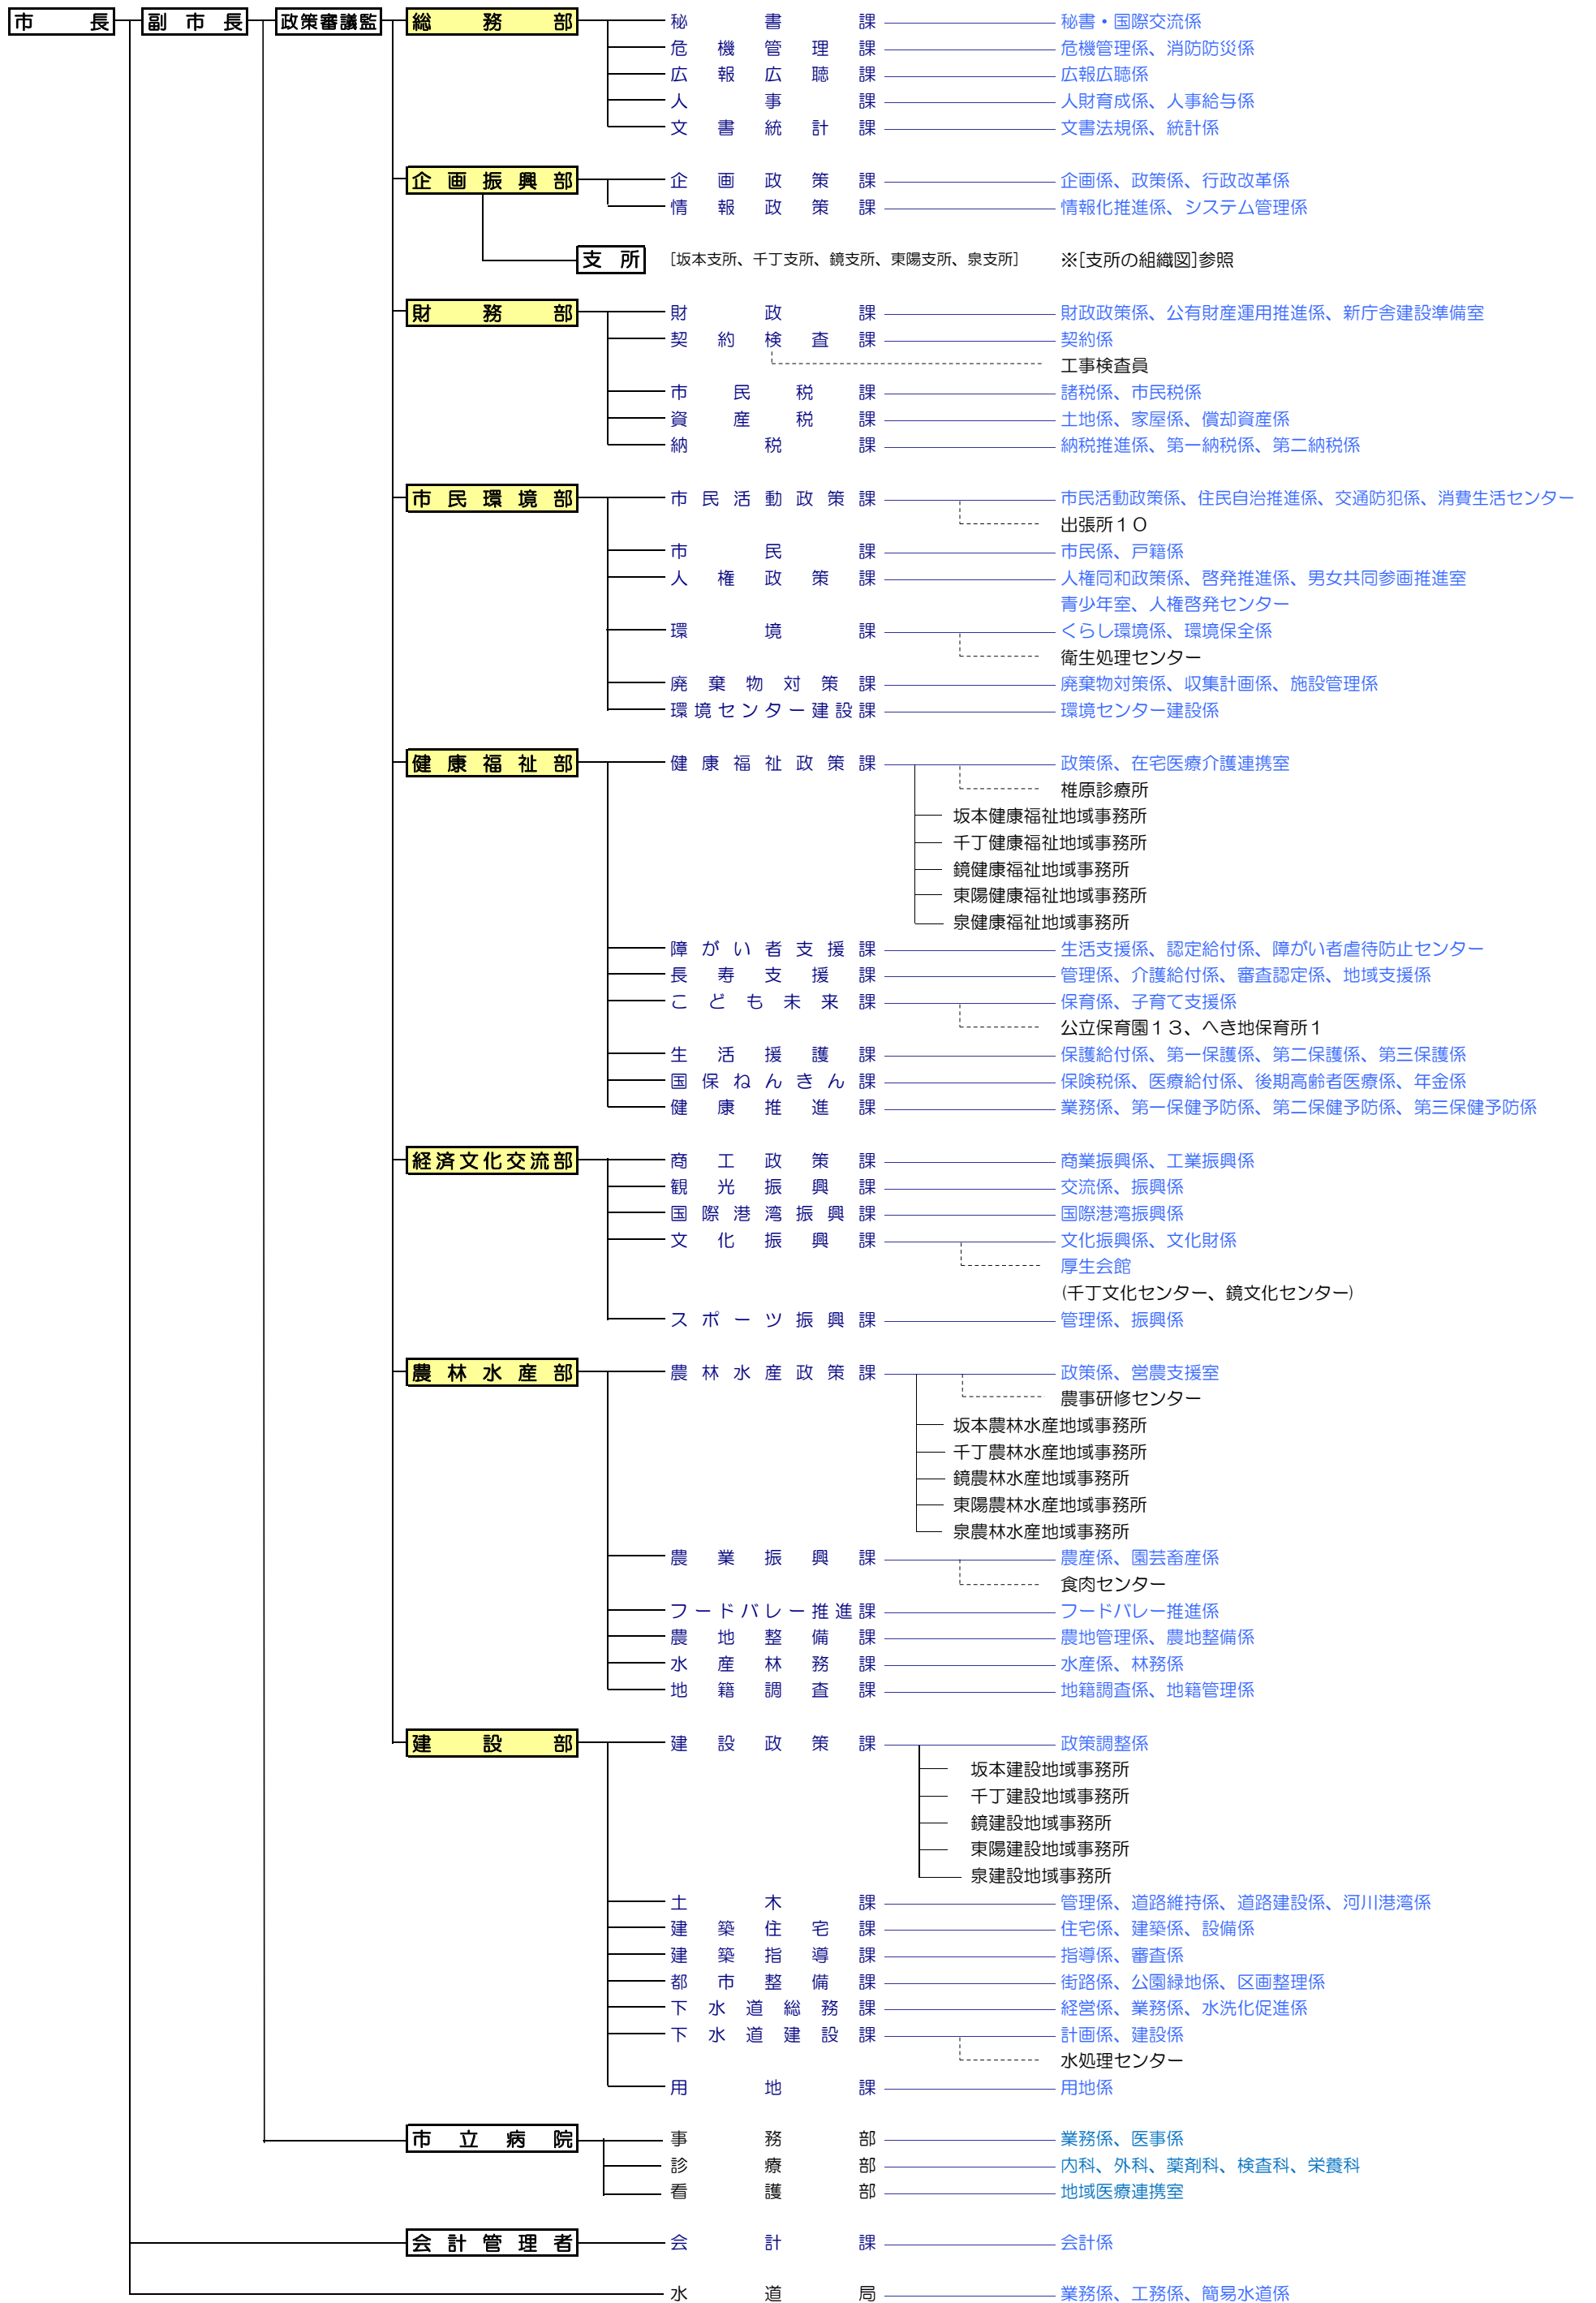 市長 副市長 政策審議監 総務部 秘書課 秘書・国際交流係
危機管理課 危機管理係、消防防災係
広報広聴課 広報広聴係
人事課 人財育成係、人事給与係
文書統計課 文書法規係、統計係
企画振興部 企画政策課 企画係、政策係、行政改革係
情報政策課 情報化推進係、システム管理係
支所 [坂本支所、千丁支所、鏡支所、東陽支所、泉支所] ※[支所の組織図]参照
財務部 財政課 財政政策係、公有財産運用推進係、新庁舎建設準備室
契約検査課 契約係
工事検査員
市民税課 諸税係、市民税係
資産税課 土地係、家屋係、償却資産係
納税課 納税推進係、第一納税係、第二納税係
市民環境部 市民活動政策課 市民活動政策係、住民自治推進係、交通防犯係、消費生活センター
出張所10
市民課 市民係、戸籍係
人権政策課 人権同和政策係、啓発推進係、男女共同参画推進室
青少年室、人権啓発センター
環境課 くらし環境係、環境保全係
衛生処理センター
廃棄物対策課 廃棄物対策係、収集計画係、施設管理係
環境センター建設課 環境センター建設係
健康福祉部 健康福祉政策課 政策係、在宅医療介護連携室
椎原診療所
坂本健康福祉地域事務所
千丁健康福祉地域事務所
鏡健康福祉地域事務所
東陽健康福祉地域事務所
泉健康福祉地域事務所
障がい者支援課 生活支援係、認定給付係、障がい者虐待防止センター
長寿支援課 管理係、介護給付係、審査認定係、地域支援係
こども未来課 保育係、子育て支援係
公立保育園13、へき地保育所1
生活援護課 保護給付係、第一保護係、第二保護係、第三保護係
国保ねんきん課 保険税係、医療給付係、後期高齢者医療係、年金係
健康推進課 業務係、第一保健予防係、第二保健予防係、第三保健予防係
経済文化交流部 商工政策課 商業振興係、工業振興係
観光振興課 交流係、振興係
国際港湾振興課 国際港湾振興係
文化振興課 文化振興係、文化財係
厚生会館
(千丁文化センター、鏡文化センター)
スポーツ振興課 管理係、振興係
農林水産部 農林水産政策課 政策係、営農支援室
農事研修センター
坂本農林水産地域事務所
千丁農林水産地域事務所
鏡農林水産地域事務所
東陽農林水産地域事務所
泉農林水産地域事務所
農業振興課 農産係、園芸畜産係
食肉センター
フードバレー推進課 フードバレー推進係
農地整備課 農地管理係、農地整備係
水産林務課 水産係、林務係
地籍調査課 地籍調査係、地籍管理係
建設部 建設政策課 政策調整係
坂本建設地域事務所
千丁建設地域事務所
鏡建設地域事務所
東陽建設地域事務所
泉建設地域事務所
土木課 管理係、道路維持係、道路建設係、河川港湾係
建築住宅課 住宅係、建築係、設備係
建築指導課 指導係、審査係
都市整備課 街路係、公園緑地係、区画整理係
下水道総務課 経営係、業務係、水洗化促進係
下水道建設課 計画係、建設係
水処理センター
用地課 用地係
市立病院 事務部 業務係、医事係
診療部 内科、外科、薬剤科、検査科、栄養科
看護部 地域医療連携室
会計管理者 会計課 会計係
水道局 業務係、工務係、簡易水道係